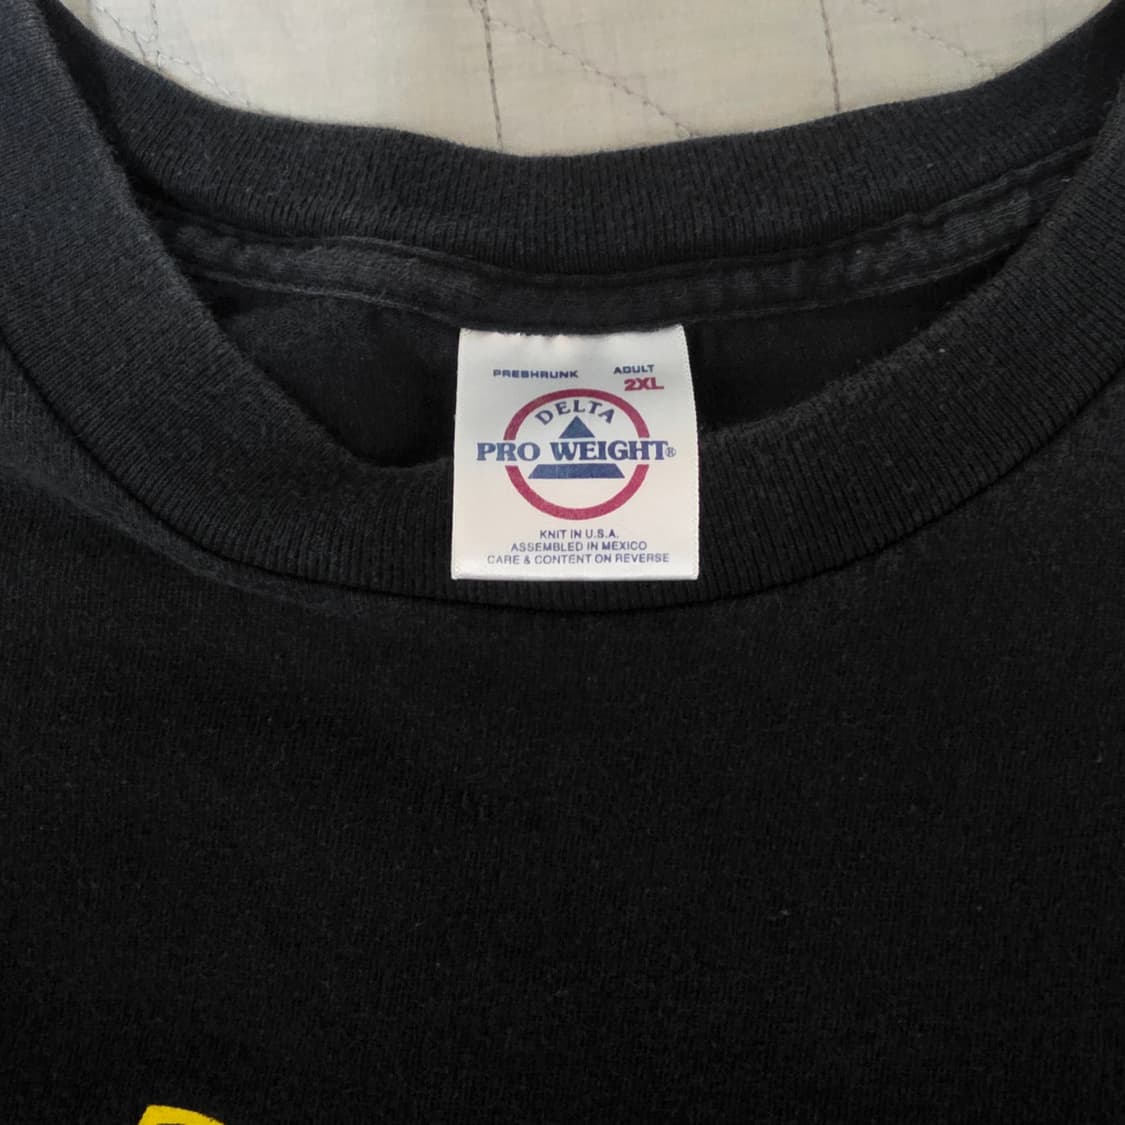 PRESHRUNK ADULT
2XL
DELTA
PRO WEIGHT®
KNIT IN U.S.A.
ASSEMBLED IN MEXICO
CARE & CONTENT ON REVERSE